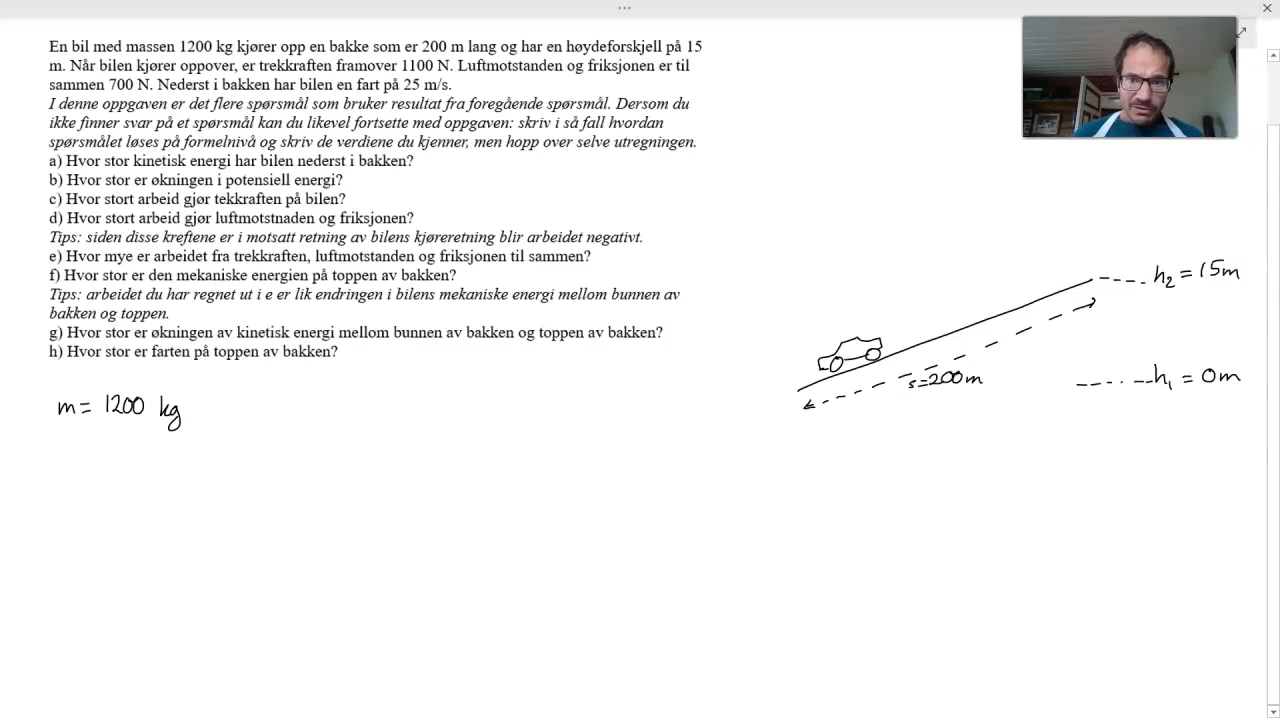 En bil med massen 1200 kg kjører opp en bakke som er 200 m lang og har en høydeforskjell på 15
m. Når bilen kjører oppover, er trekkraften framover 1100 N. Luftmotstanden og friksjonen er til
sammen 700 N. Nederst i bakken har bilen en fart på 25 m/s.
I denne oppgaven er det flere spørsmål som bruker resultat fra foregående spørsmål. Dersom du
ikke finner svar på et spørsmål kan du likevel fortsette med oppgaven: skriv i så fall hvordan
spørsmålet løses på formelnivå og skriv de verdiene du kjenner, men hopp over selve utregningen.
a) Hvor stor kinetisk energi har bilen nederst i bakken?
b) Hvor stor er økningen i potensiell energi?
c) Hvor stort arbeid gjør tekkraften på bilen?
d) Hvor stort arbeid gjør luftmotstnaden og friksjonen?
Tips: siden disse kreftene er i motsatt retning av bilens kjøreretning blir arbeidet negativt.
e) Hvor mye er arbeidet fra trekkraften, luftmotstanden og friksjonen til sammen?
f) Hvor stor er den mekaniske energien på toppen av bakken?
Tips: arbeidet du har regnet ut i e er lik endringen i bilens mekaniske energi mellom bunnen av
bakken og toppen.
g) Hvor stor er økningen av kinetisk energi mellom bunnen av bakken og toppen av bakken?
h) Hvor stor er farten på toppen av bakken?
h₂ = 15m
s=200m
h₁ = 0m
m= 1200 kg